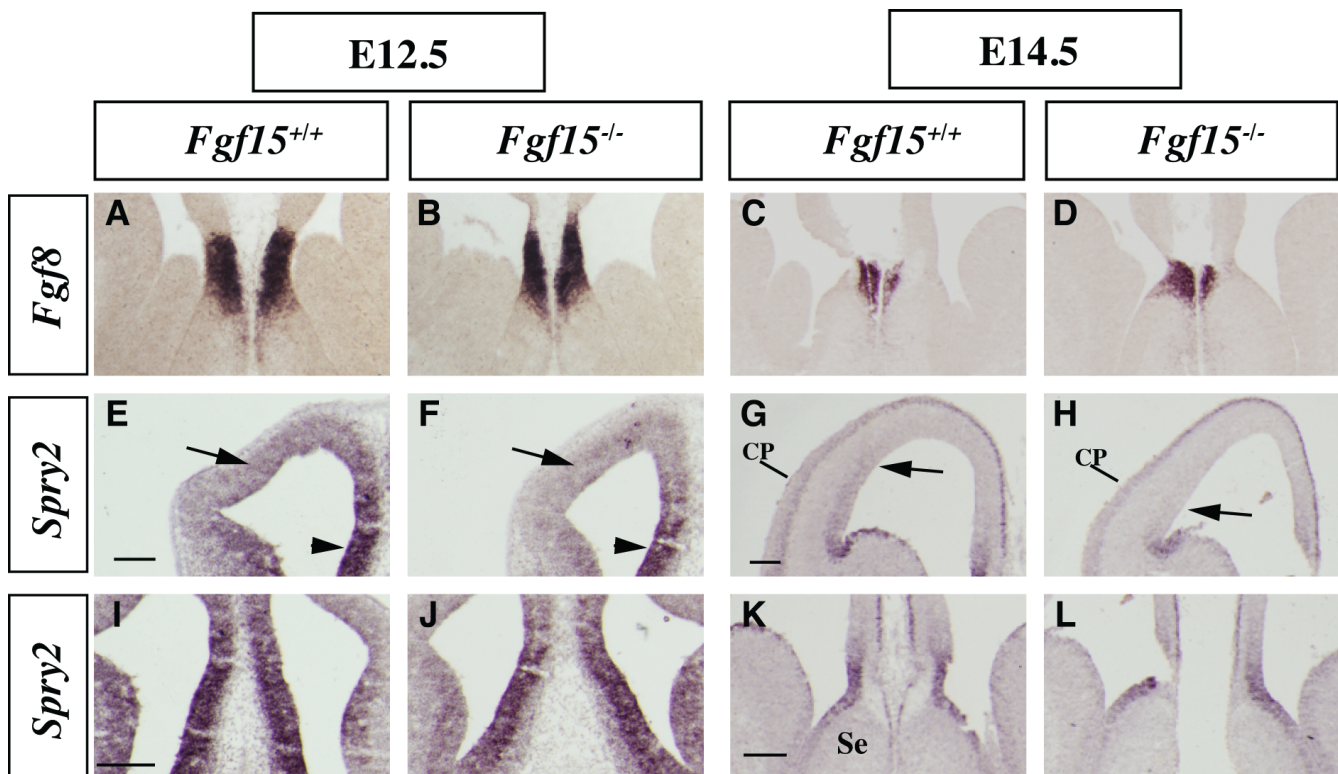 E12.5 E14.5
Fgf15+/+ Fgf15-/- Fgf15+/+ Fgf15-/-
Fgf8 A B C D
Spry2 E F G CP H CP
Spry2 I J K Se L